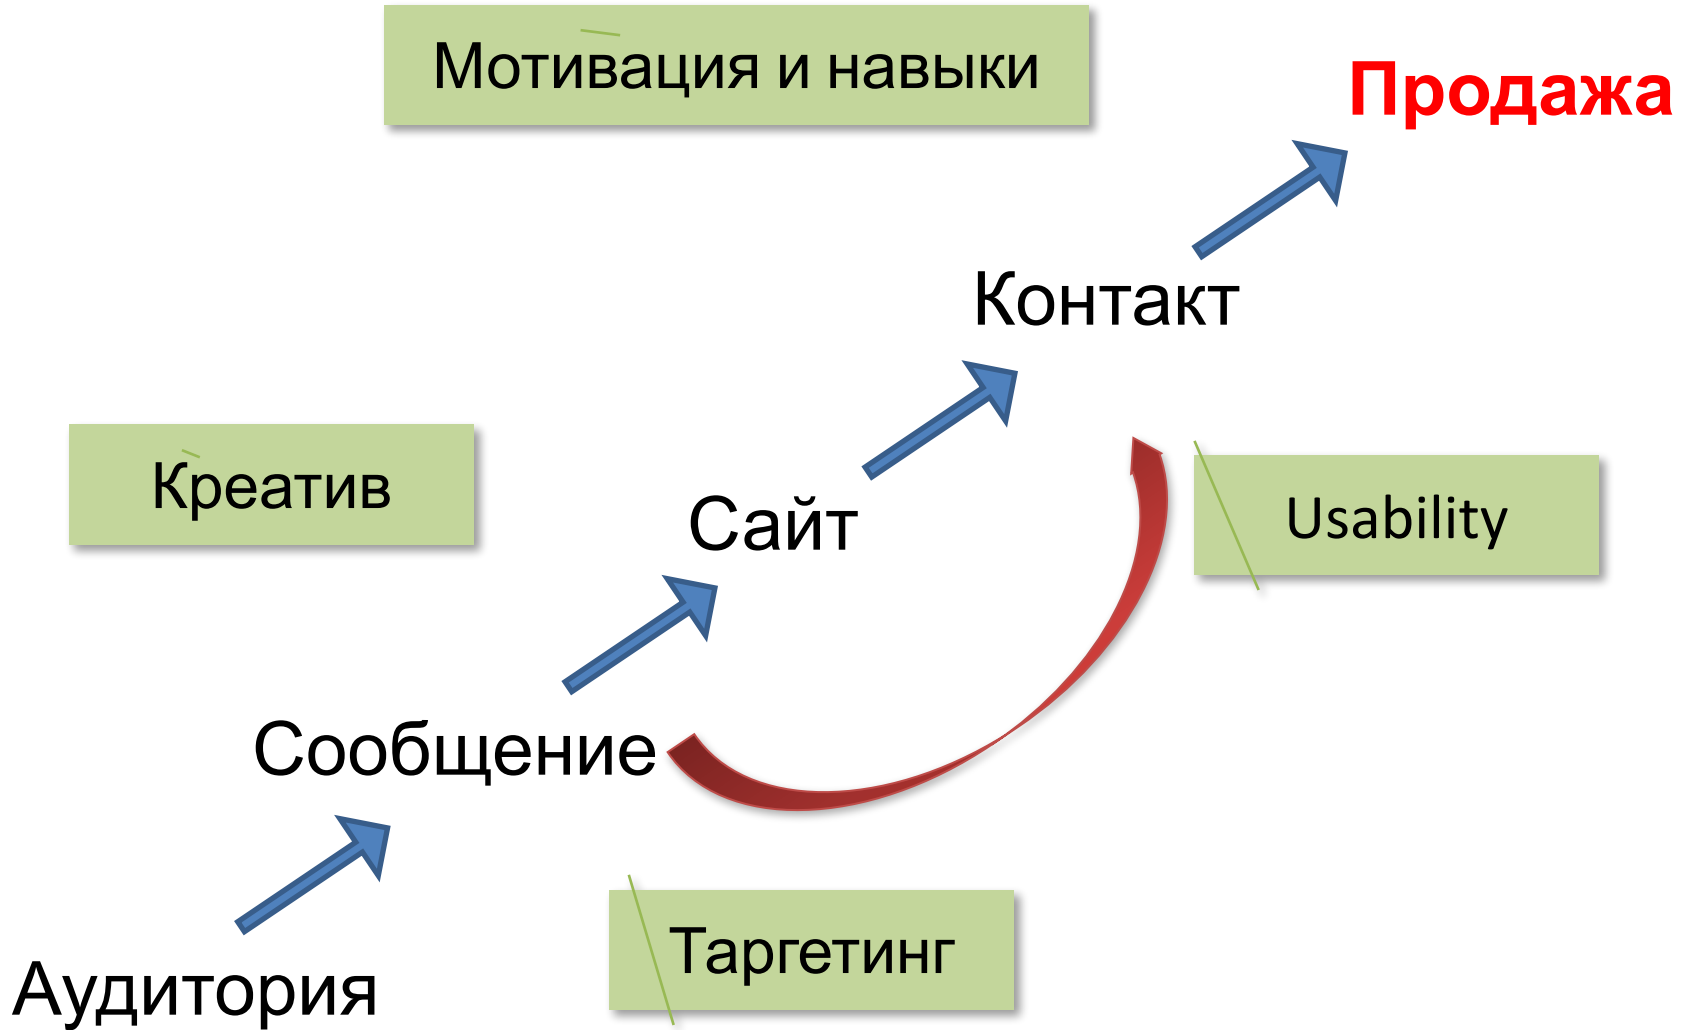 Мотивация и навыки
Продажа
Контакт
Креатив
Usability
Сайт
Сообщение
Таргетинг
Аудитория